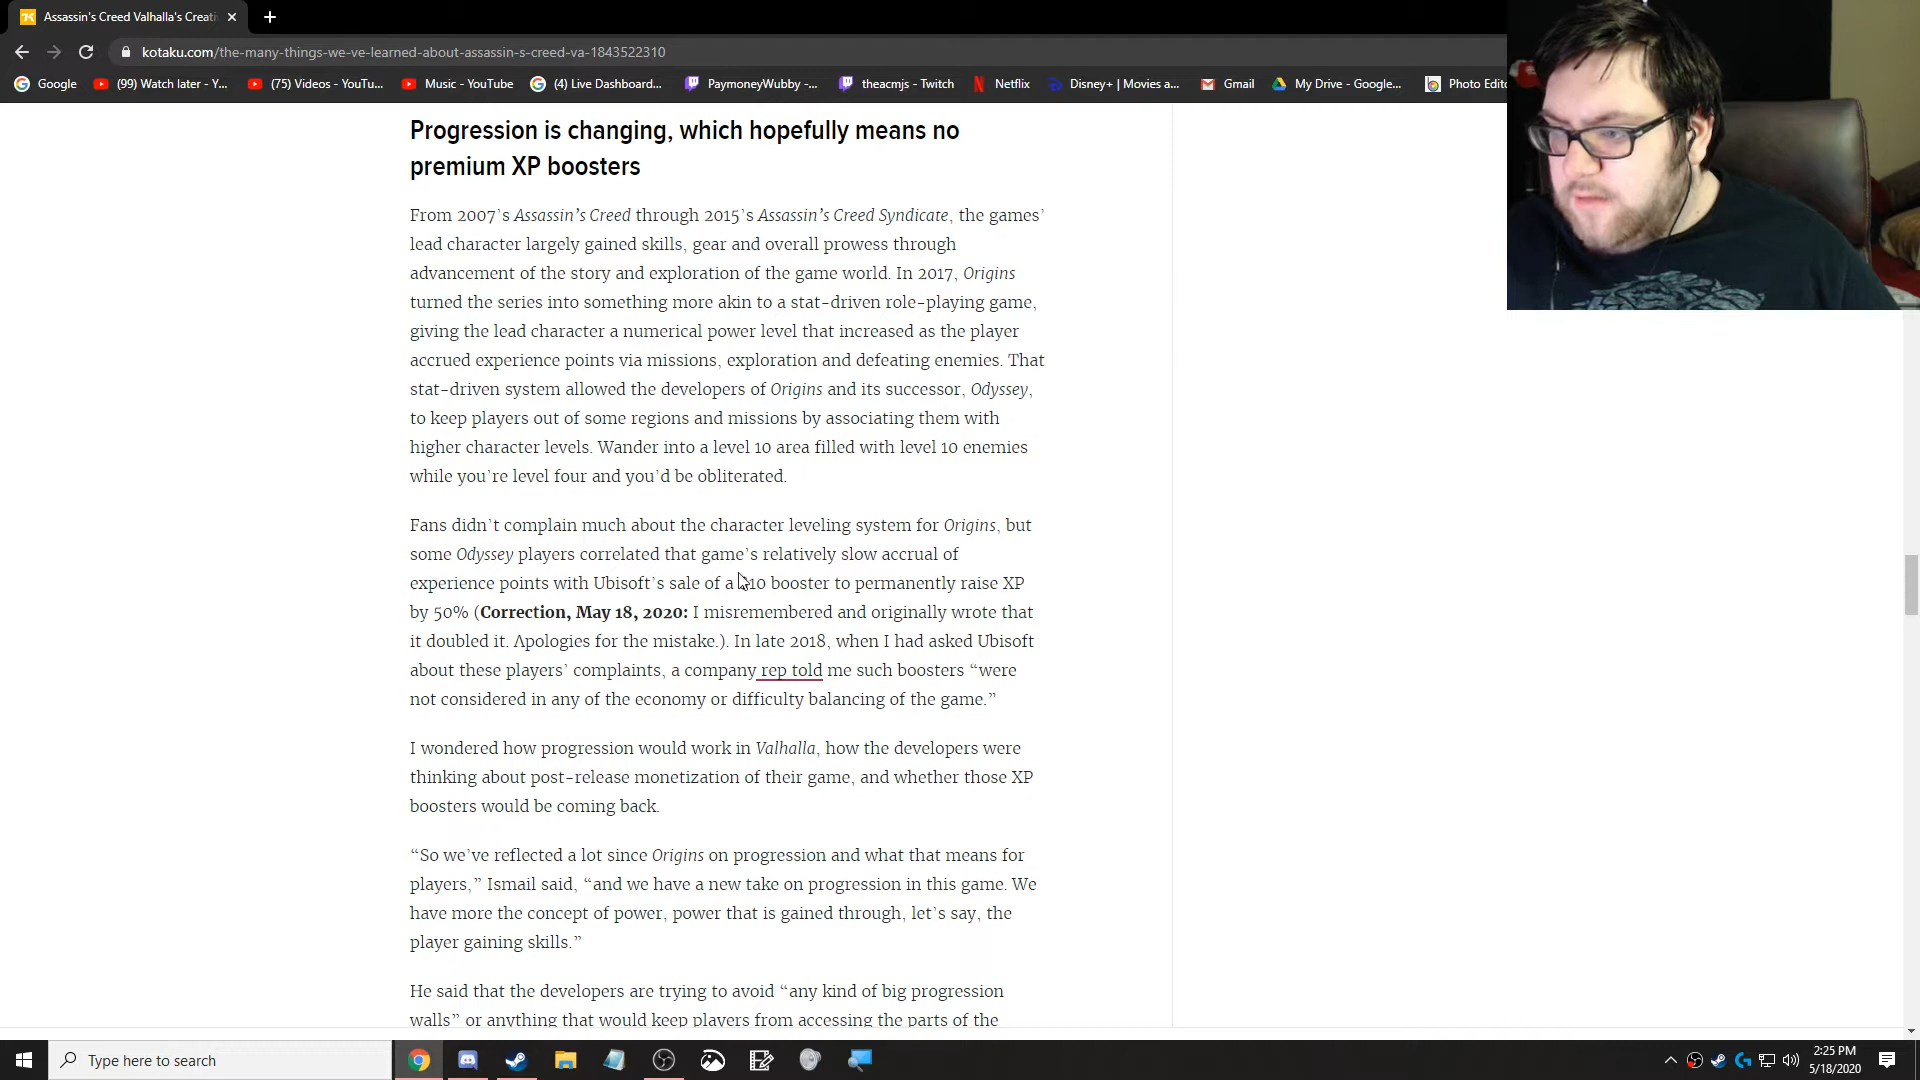 Assassin's Creed Valhalla's Creati
kotaku.com/the-many-things-we-ve-learned-about-assassin-s-creed-va-1843522310
Google
(99) Watch later - Y...
(75) Videos - YouTu...
Music - YouTube
(4) Live Dashboard...
PaymoneyWubby -...
theacmjs - Twitch
Netflix
Disney+ | Movies a...
Gmail
My Drive - Google...
Photo Edito
Progression is changing, which hopefully means no
premium XP boosters
From 2007's Assassin's Creed through 2015's Assassin's Creed Syndicate, the games'
lead character largely gained skills, gear and overall prowess through
advancement of the story and exploration of the game world. In 2017, Origins
turned the series into something more akin to a stat-driven role-playing game,
giving the lead character a numerical power level that increased as the player
accrued experience points via missions, exploration and defeating enemies. That
stat-driven system allowed the developers of Origins and its successor, Odyssey,
to keep players out of some regions and missions by associating them with
higher character levels. Wander into a level 10 area filled with level 10 enemies
while you're level four and you'd be obliterated.
Fans didn't complain much about the character leveling system for Origins, but
some Odyssey players correlated that game's relatively slow accrual of
experience points with Ubisoft's sale of a 10 booster to permanently raise XP
by 50% (Correction, May 18, 2020: I misremembered and originally wrote that
it doubled it. Apologies for the mistake.). In late 2018, when I had asked Ubisoft
about these players' complaints, a company rep told me such boosters “were
not considered in any of the economy or difficulty balancing of the game.”
I wondered how progression would work in Valhalla, how the developers were
thinking about post-release monetization of their game, and whether those XP
boosters would be coming back.
“So we've reflected a lot since Origins on progression and what that means for
players,” Ismail said, “and we have a new take on progression in this game. We
have more the concept of power, power that is gained through, let's say, the
player gaining skills.”
He said that the developers are trying to avoid “any kind of big progression
walls” or anything that would keep players from accessing the parts of the
Type here to search
2:25 PM
5/18/2020